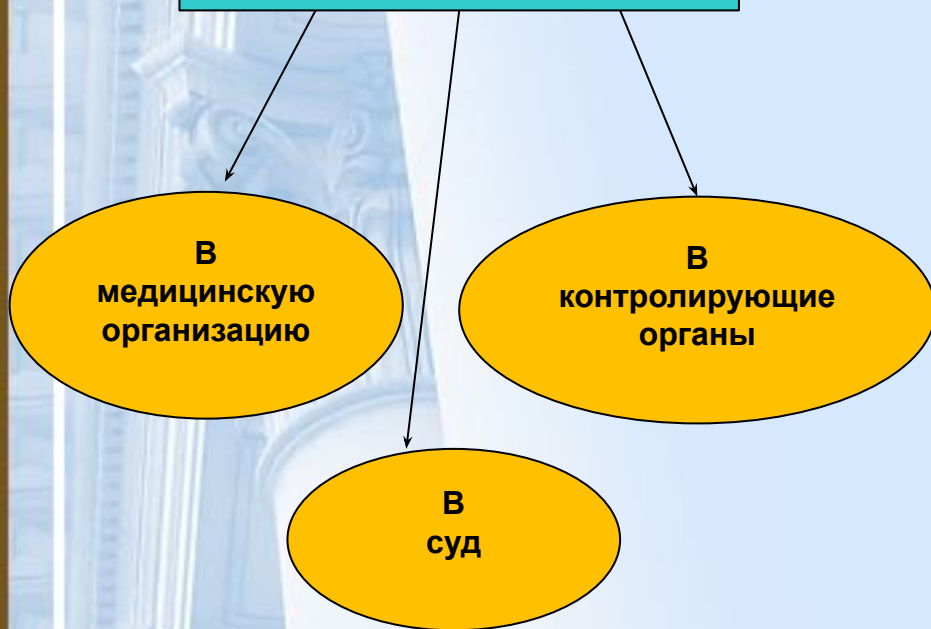 В
медицинскую
организацию
В
контролирующие
органы
В
суд